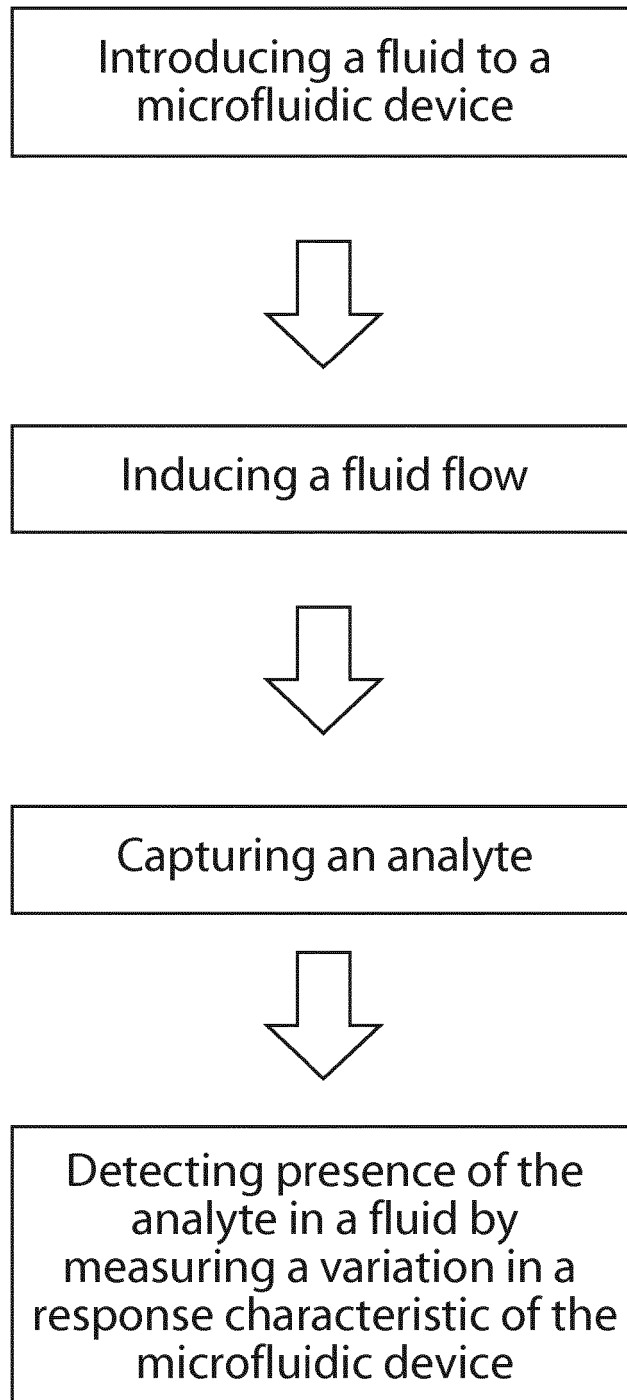 Introducing a fluid to a
microfluidic device
Inducing a fluid flow
Capturing an analyte
Detecting presence of the
analyte in a fluid by
measuring a variation in a
response characteristic of the
microfluidic device